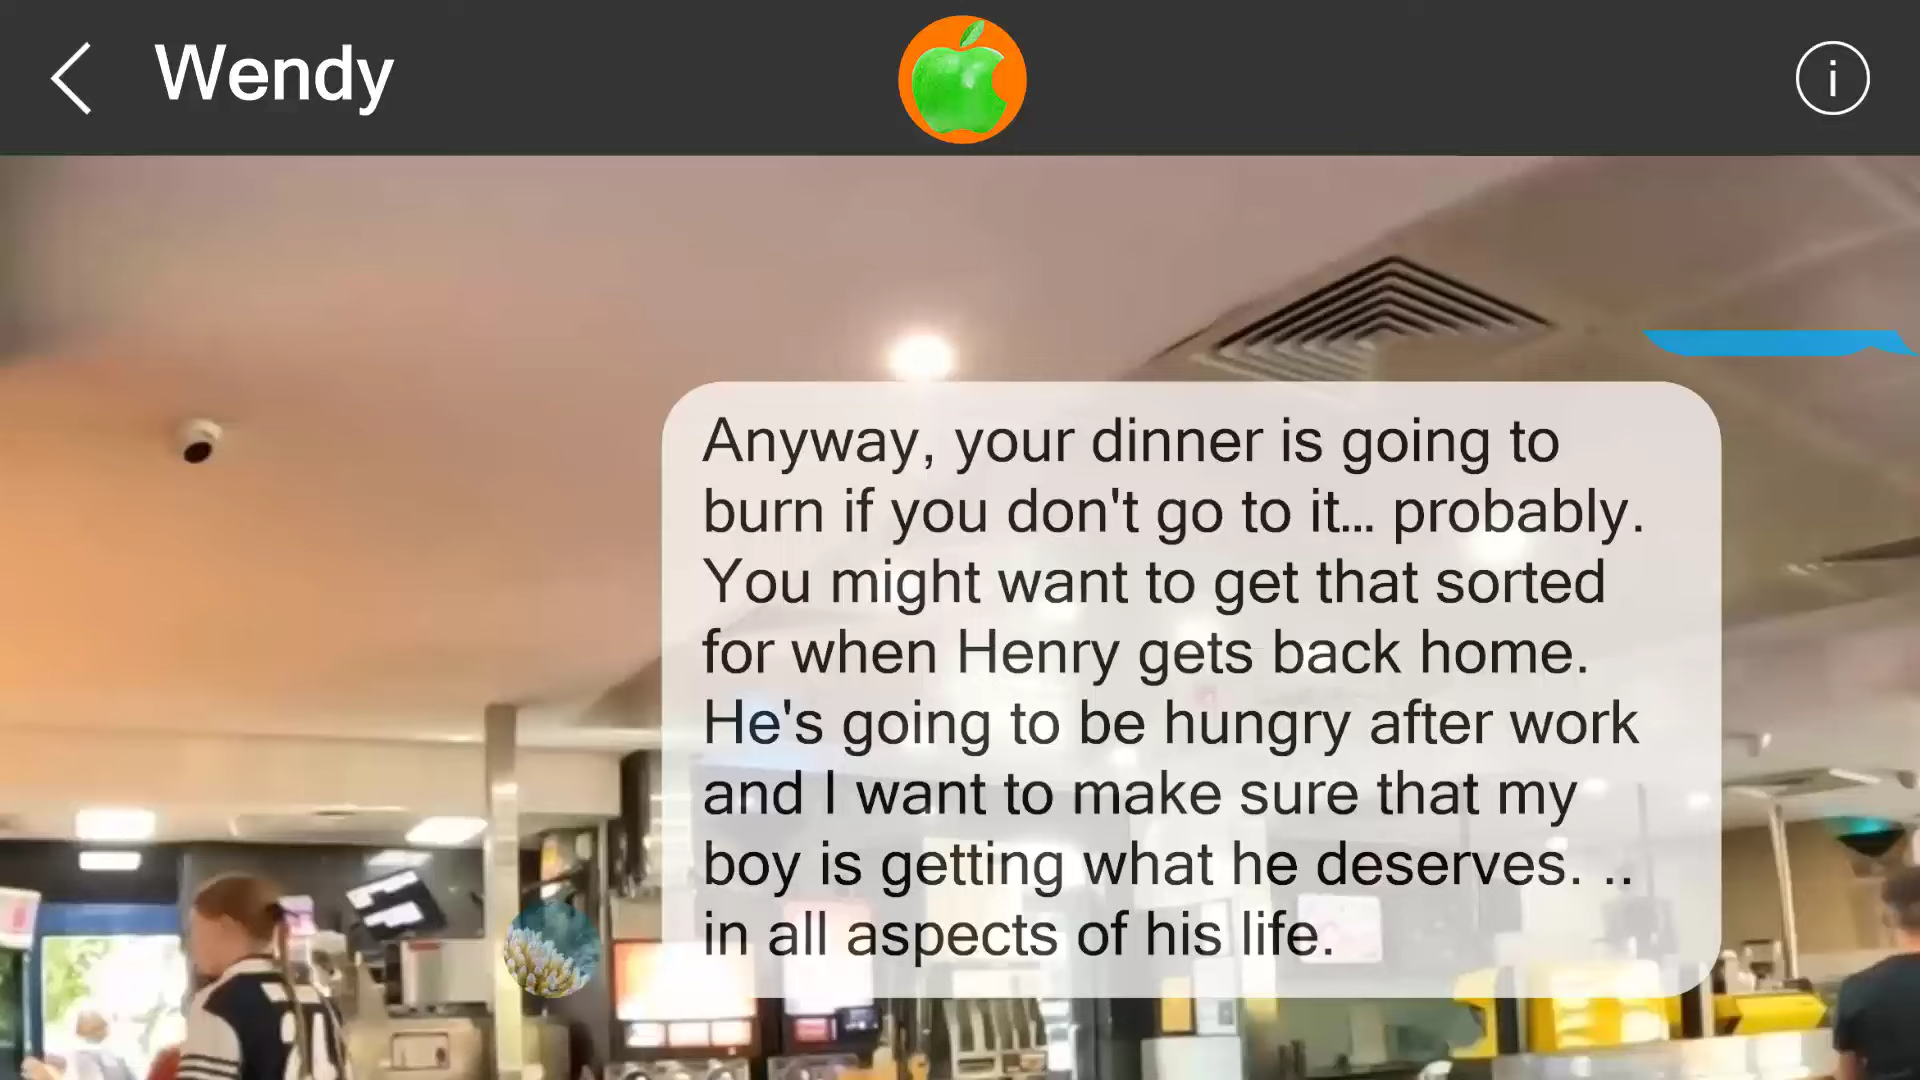 Wendy
Anyway, your dinner is going to
burn if you don't go to it... probably.
You might want to get that sorted
for when Henry gets back home.
He's going to be hungry after work
and I want to make sure that my
boy is getting what he deserves. ..
in all aspects of his life.